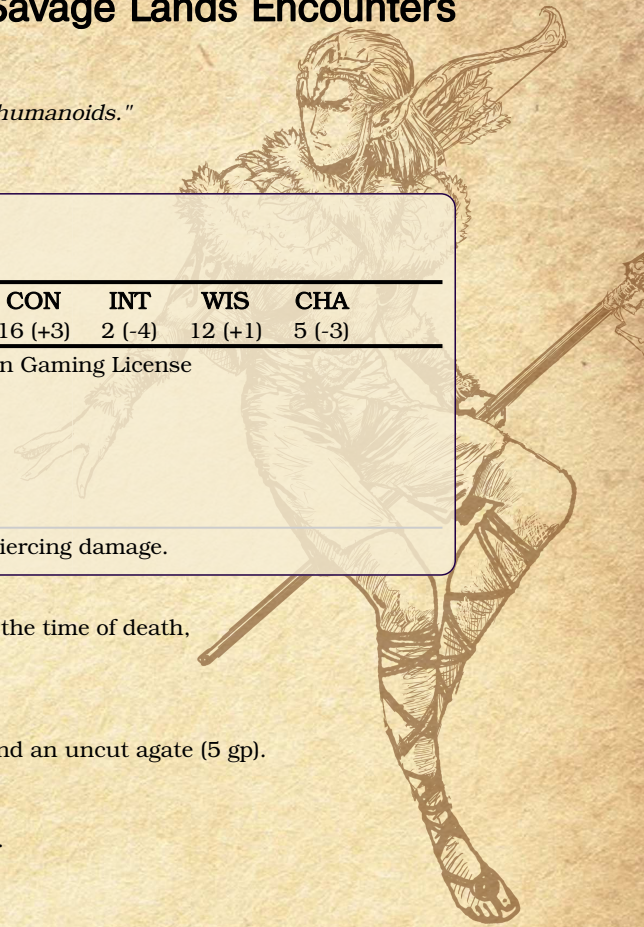 Savage Lands Encounters
humanoids."
CON INT WIS CHA
16 (+3) 2 (-4) 12 (+1) 5 (-3)
n Gaming License
iercing damage.
the time of death,
nd an uncut agate (5 gp).
.